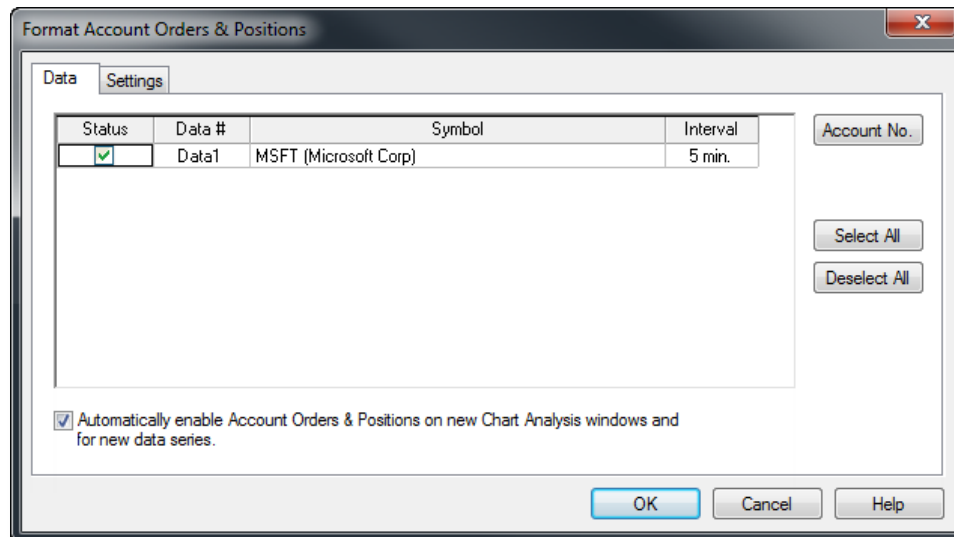 Format Account Orders & Positions
Data Settings
Status Data # Symbol Interval
Data1 MSFT (Microsoft Corp) 5 min.
Account No.
Select All
Deselect All
Automatically enable Account Orders & Positions on new Chart Analysis windows and
for new data series.
OK Cancel Help